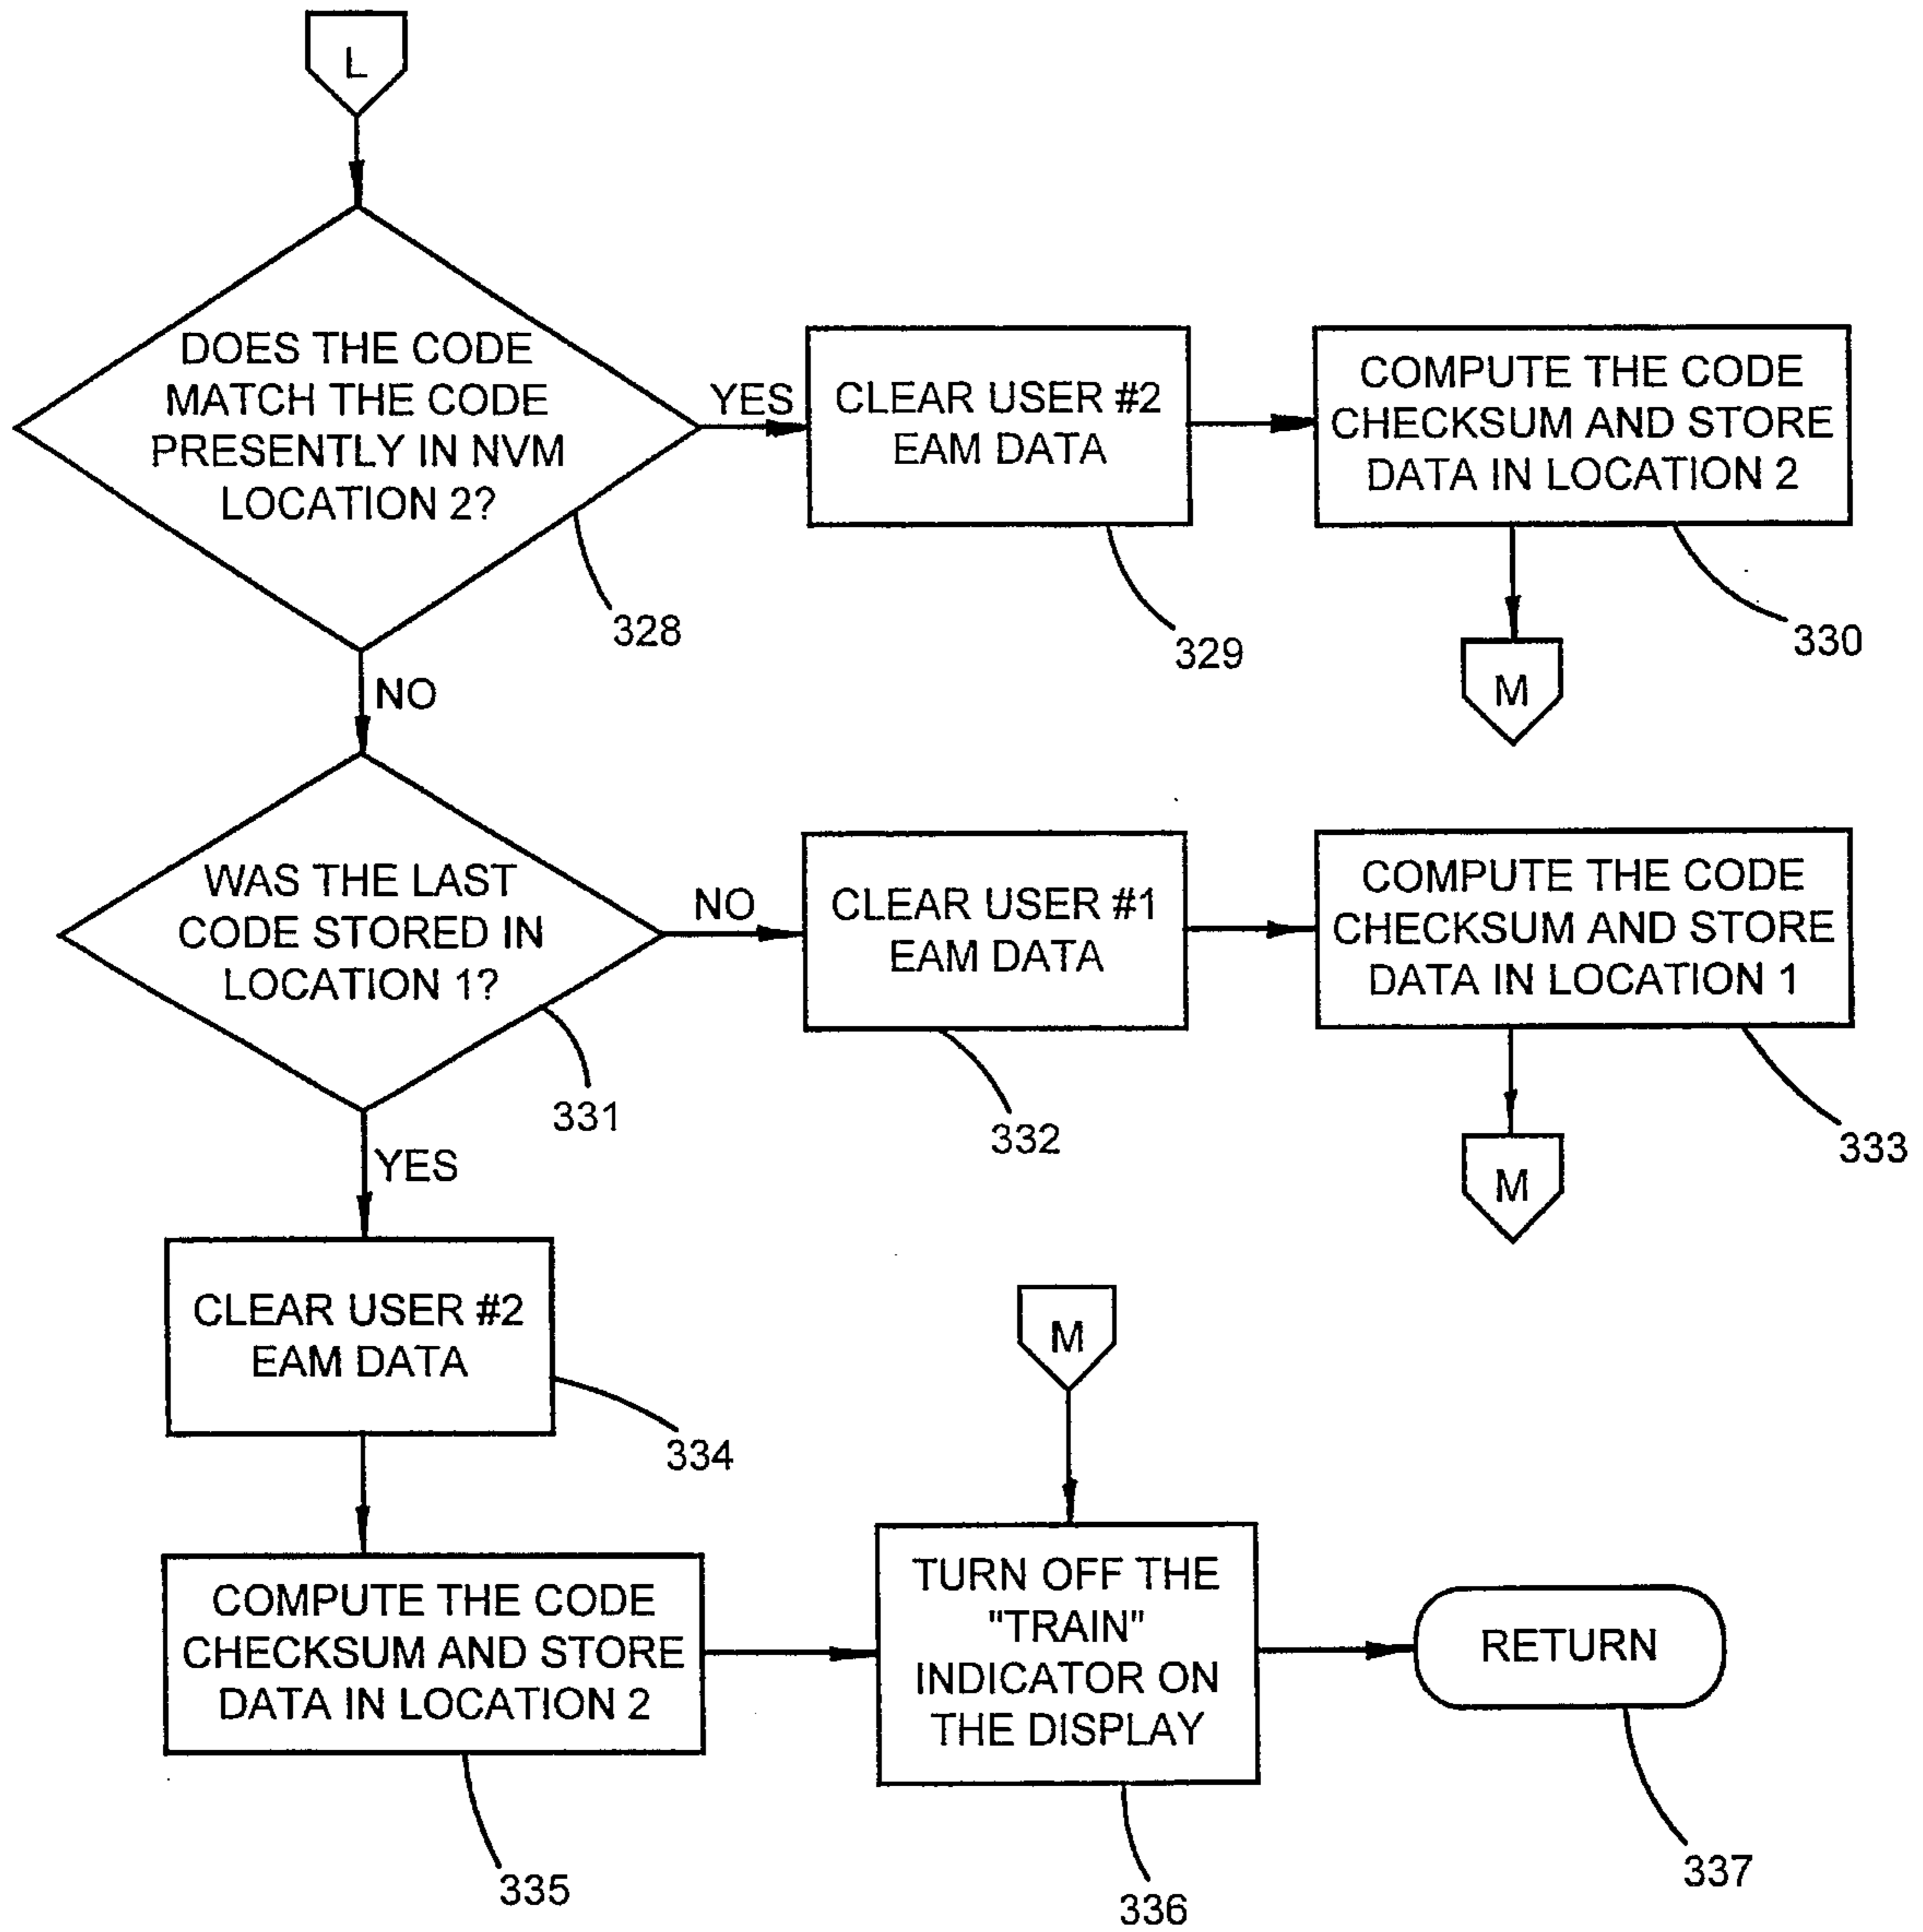 L
DOES THE CODE
MATCH THE CODE
PRESENTLY IN NVM
LOCATION 2?
328
YES
CLEAR USER #2
EAM DATA
329
COMPUTE THE CODE
CHECKSUM AND STORE
DATA IN LOCATION 2
330
M
NO
WAS THE LAST
CODE STORED IN
LOCATION 1?
331
NO
CLEAR USER #1
EAM DATA
332
COMPUTE THE CODE
CHECKSUM AND STORE
DATA IN LOCATION 1
333
M
YES
CLEAR USER #2
EAM DATA
334
COMPUTE THE CODE
CHECKSUM AND STORE
DATA IN LOCATION 2
335
M
TURN OFF THE
"TRAIN"
INDICATOR ON
THE DISPLAY
336
RETURN
337